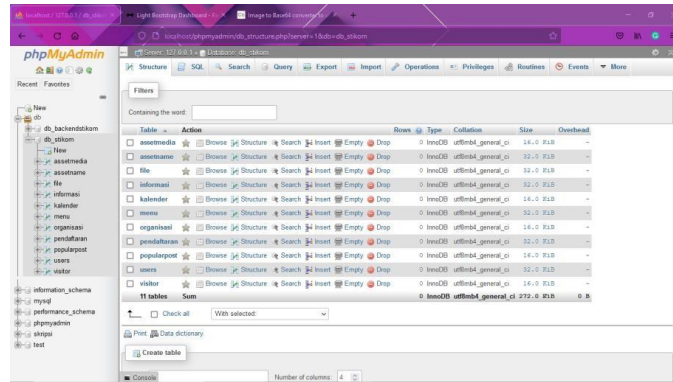 localhost / 127.0.0.1 / db_stik
Light Bootstrap Dashboard
Image to Base64 converter
localhost/phpmyadmin/db_structure.php?server=1&db=db_stikom
phpMyAdmin
Recent Favorites
New
db
db_backendstikom
db_stikom
New
assetmedia
assetname
file
informasi
kalender
menu
organisasi
pendaftaran
popularpost
users
visitor
information_schema
mysql
performance_schema
phpmyadmin
skripsi
test
Server: 127.0.0.1 » Database: db_stikom
Structure SQL Search Query Export Import Operations Privileges Routines Events More
Filters
Containing the word:
Table Action Rows Type Collation Size Overhead
assetmedia Browse Structure Search Insert Empty Drop 0 InnoDB utf8mb4_general_ci 16.0 KiB -
assetname Browse Structure Search Insert Empty Drop 0 InnoDB utf8mb4_general_ci 32.0 KiB -
file Browse Structure Search Insert Empty Drop 0 InnoDB utf8mb4_general_ci 32.0 KiB -
informasi Browse Structure Search Insert Empty Drop 0 InnoDB utf8mb4_general_ci 32.0 KiB -
kalender Browse Structure Search Insert Empty Drop 0 InnoDB utf8mb4_general_ci 16.0 KiB -
menu Browse Structure Search Insert Empty Drop 0 InnoDB utf8mb4_general_ci 32.0 KiB -
organisasi Browse Structure Search Insert Empty Drop 0 InnoDB utf8mb4_general_ci 16.0 KiB -
pendaftaran Browse Structure Search Insert Empty Drop 0 InnoDB utf8mb4_general_ci 32.0 KiB -
popularpost Browse Structure Search Insert Empty Drop 0 InnoDB utf8mb4_general_ci 16.0 KiB -
users Browse Structure Search Insert Empty Drop 0 InnoDB utf8mb4_general_ci 32.0 KiB -
visitor Browse Structure Search Insert Empty Drop 0 InnoDB utf8mb4_general_ci 16.0 KiB -
11 tables Sum 0 InnoDB utf8mb4_general_ci 272.0 KiB 0 B
Check all With selected:
Print Data dictionary
Create table
Number of columns: 4
Console